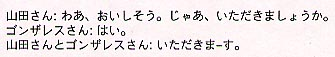 山田さん: わあ、おいしそう。じゃあ、いただきましょうか。
ゴンザレスさん: はい。
山田さんとゴンザレスさん: いただきまーす。